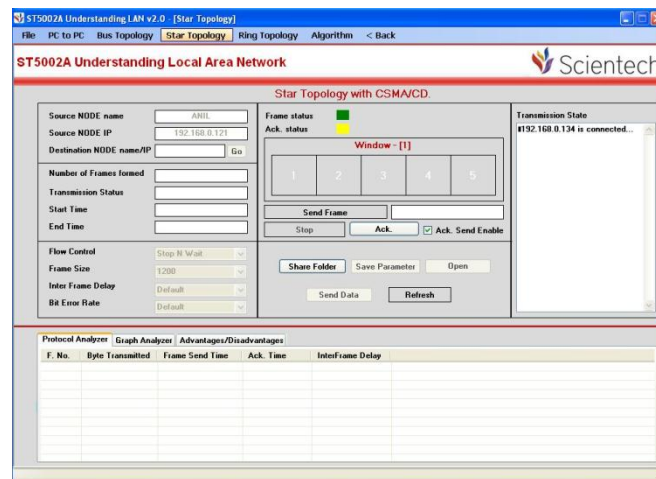 ST5002A Understanding LAN v2.0 - [Star Topology]
File PC to PC Bus Topology Star Topology Ring Topology Algorithm < Back
ST5002A Understanding Local Area Network
Scientech
Star Topology with CSMA/CD.
Source NODE name ANIL
Source NODE IP 192.168.0.121
Destination NODE name/IP Go
Number of Frames formed
Transmission Status
Start Time
End Time
Flow Control Stop N Wait
Frame Size 1200
Inter Frame Delay Default
Bit Error Rate Default
Frame status
Ack. status
Window - [1]
1 2 3 4 5
Send Frame
Stop Ack. Ack. Send Enable
Share Folder Save Parameter Open
Send Data Refresh
Transmission State
192.168.0.134 is connected...
Protocol Analyzer Graph Analyzer Advantages/Disadvantages
F. No. Byte Transmitted Frame Send Time Ack. Time InterFrame Delay